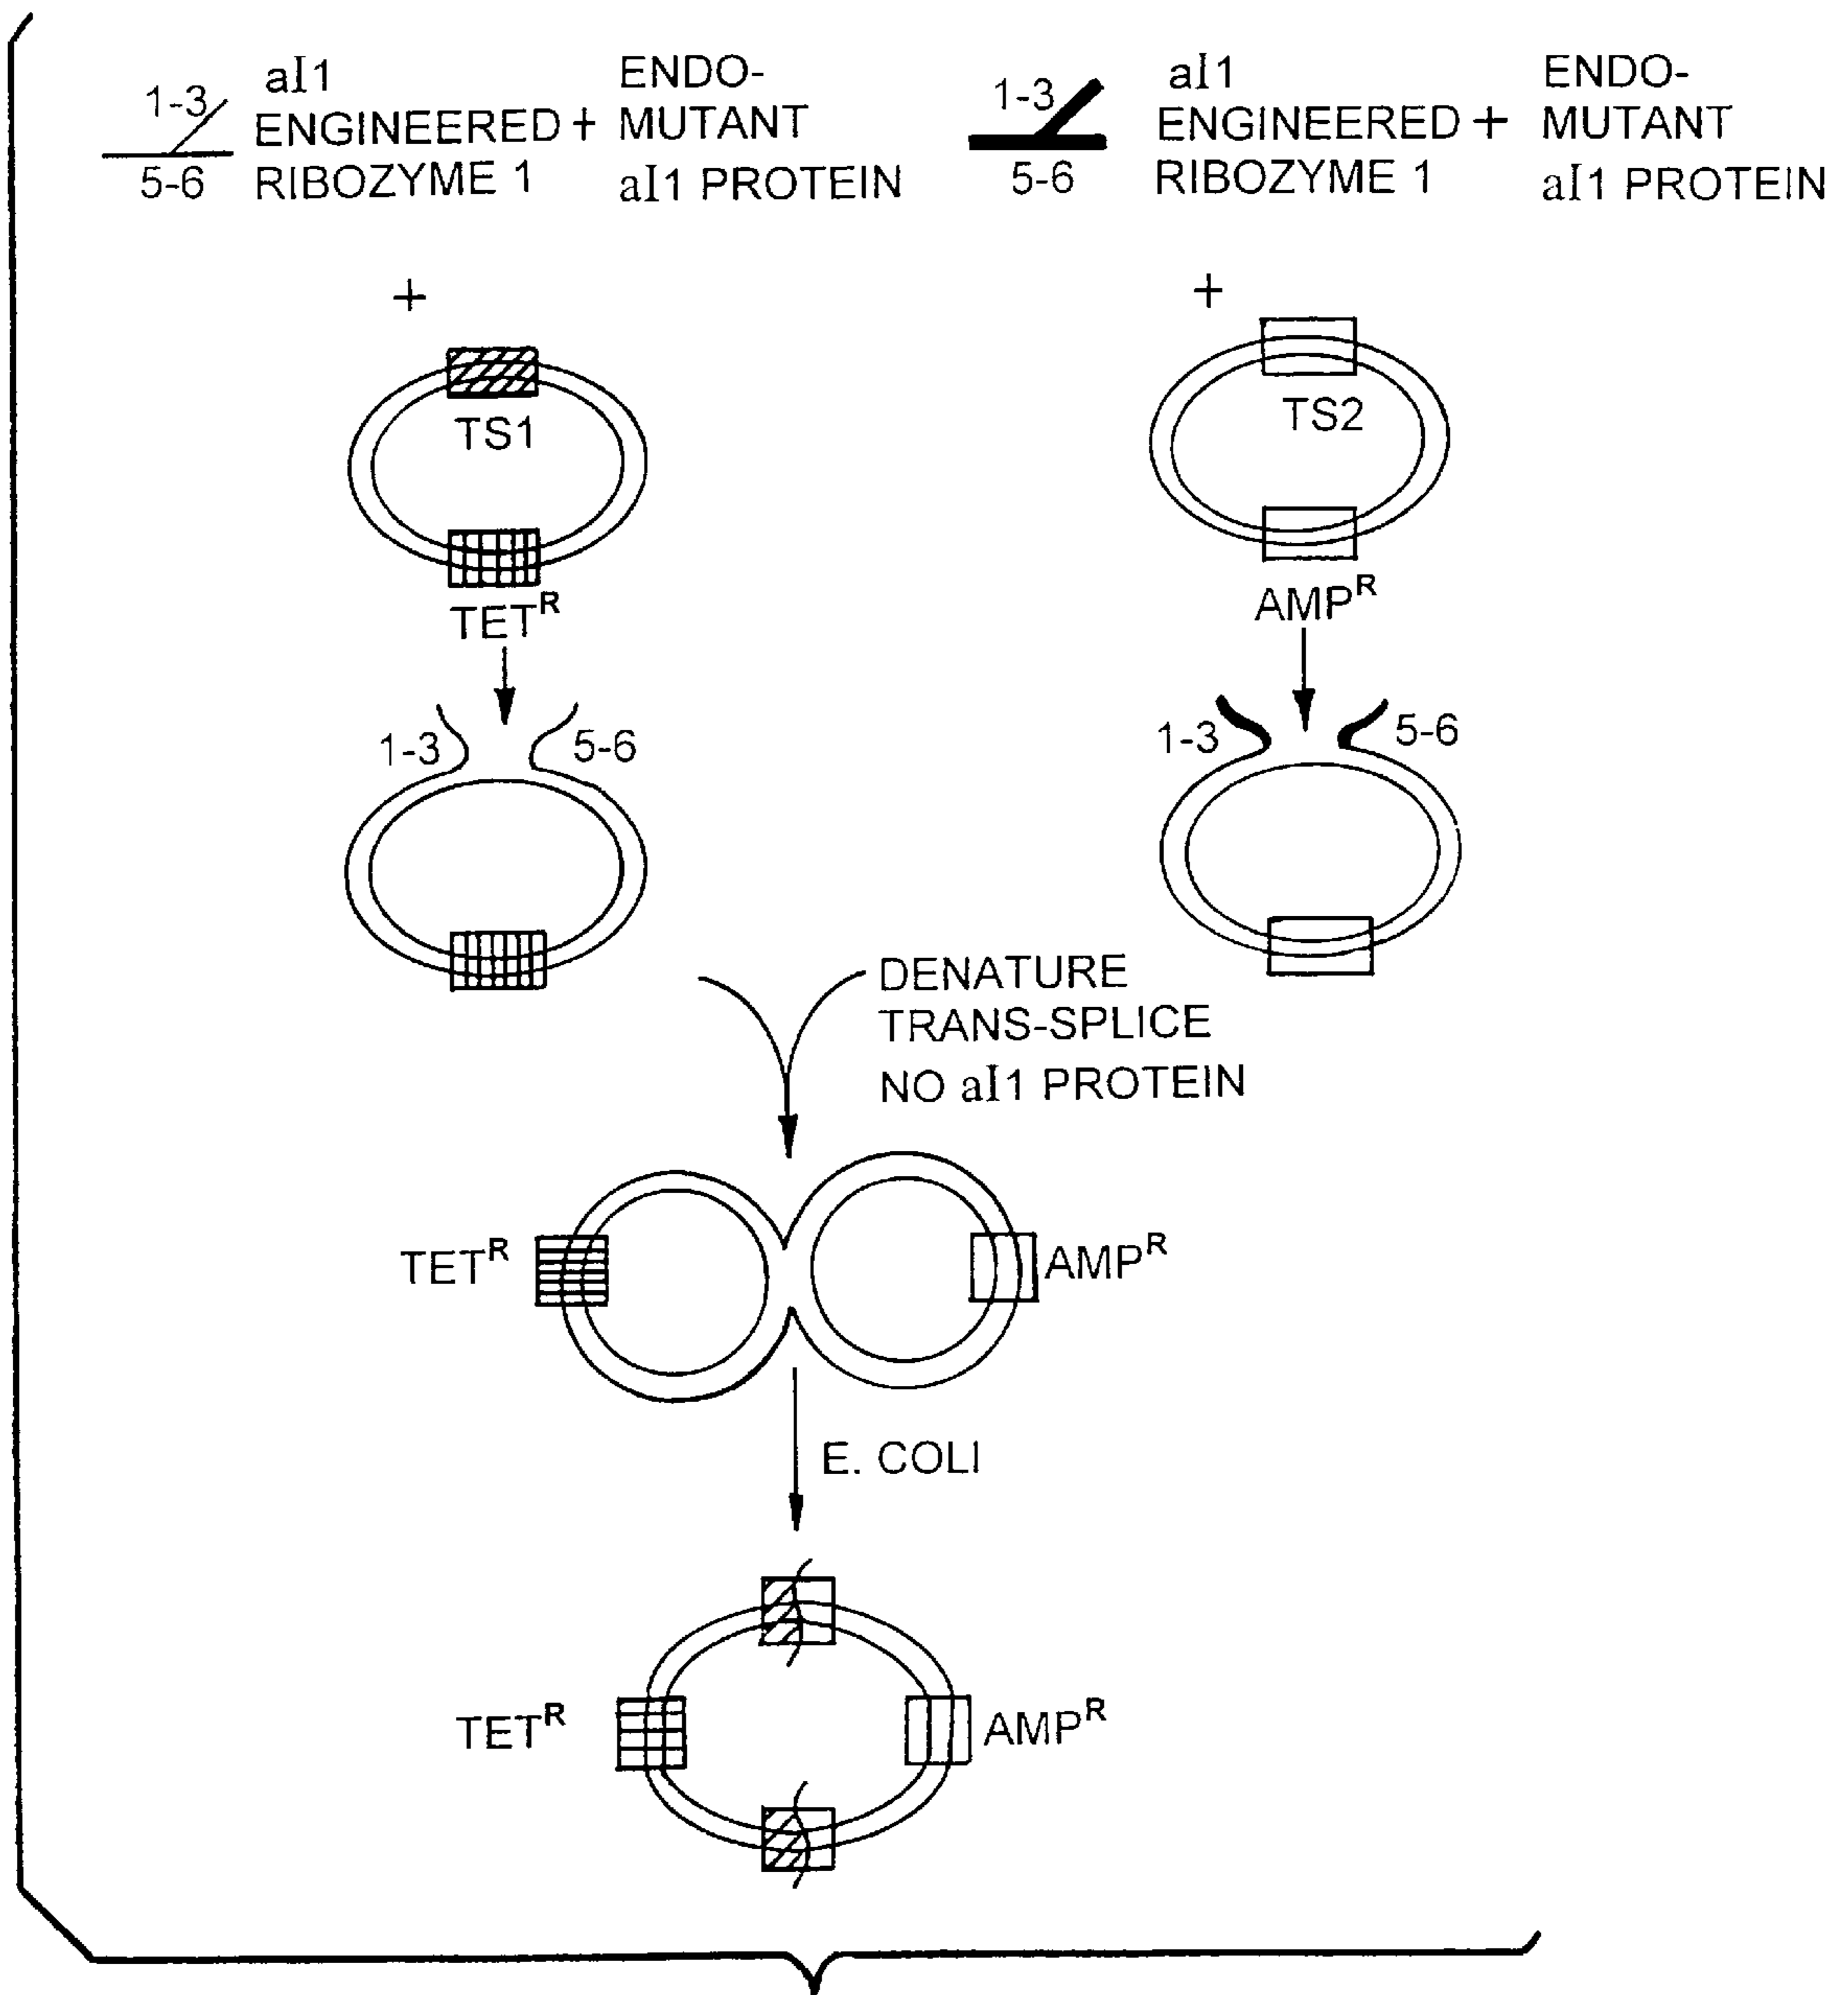 1-3
5-6
aI1
ENGINEERED +
RIBOZYME 1
ENDO-
MUTANT
aI1 PROTEIN
1-3
5-6
aI1
ENGINEERED +
RIBOZYME 1
ENDO-
MUTANT
aI1 PROTEIN
+
+
TS1
TS2
TET^R
AMP^R
1-3
5-6
1-3
5-6
DENATURE
TRANS-SPLICE
NO aI1 PROTEIN
TET^R
AMP^R
E. COLI
TET^R
AMP^R